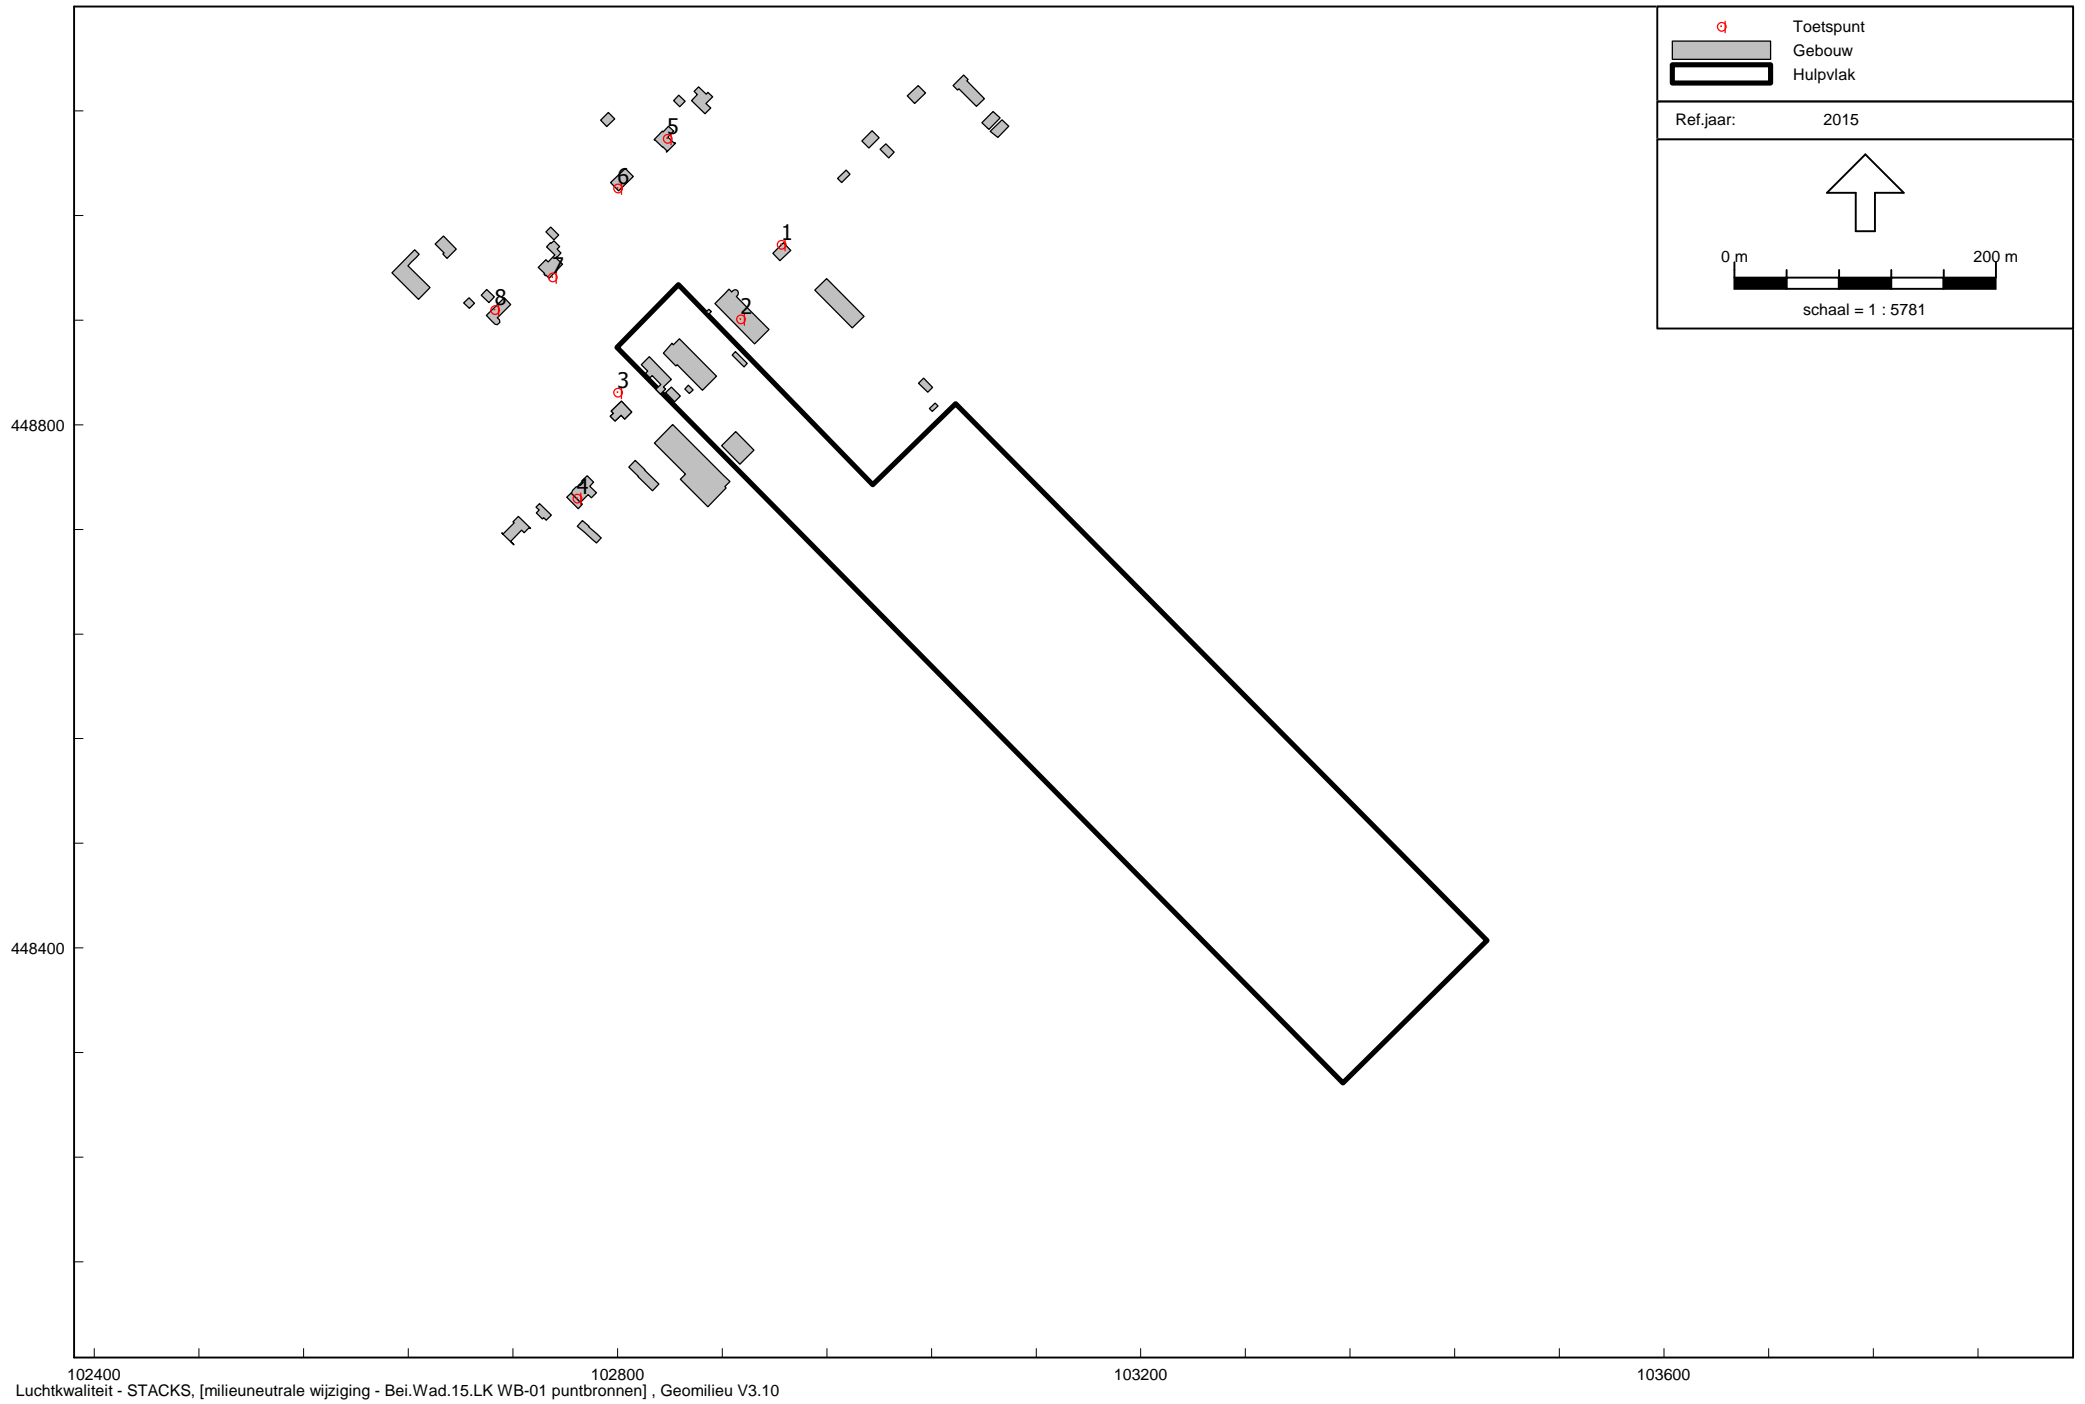 Toetspunt
Gebouw
Hulpvlak
Ref.jaar: 2015
0 m 200 m
schaal = 1 : 5781
5
6
1
7
8
2
3
4
448800
448400
102400 102800 103200 103600
Luchtkwaliteit - STACKS, [milieuneutrale wijziging - Bei.Wad.15.LK WB-01 puntbronnen] , Geomilieu V3.10